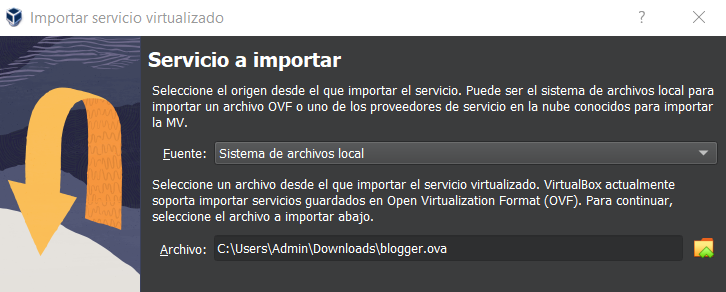 Importar servicio virtualizado
?
Servicio a importar
Seleccione el origen desde el que importar el servicio. Puede ser el sistema de archivos local para
importar un archivo OVF o uno de los proveedores de servicio en la nube conocidos para importar
la MV.
Fuente: Sistema de archivos local
Seleccione un archivo desde el que importar el servicio virtualizado. VirtualBox actualmente
soporta importar servicios guardados en Open Virtualization Format (OVF). Para continuar,
seleccione el archivo a importar abajo.
Archivo: C:\Users\Admin\Downloads\blogger.ova